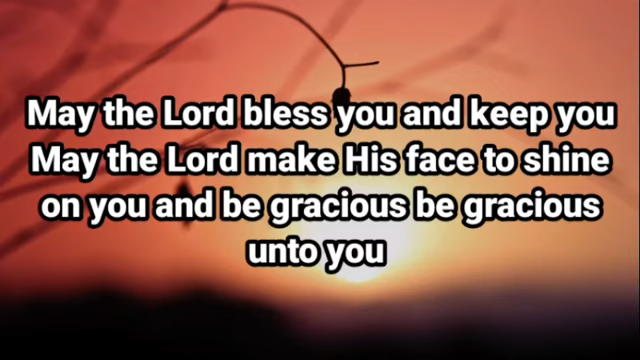 May the Lord bless you and keep you
May the Lord make His face to shine
on you and be gracious be gracious
unto you